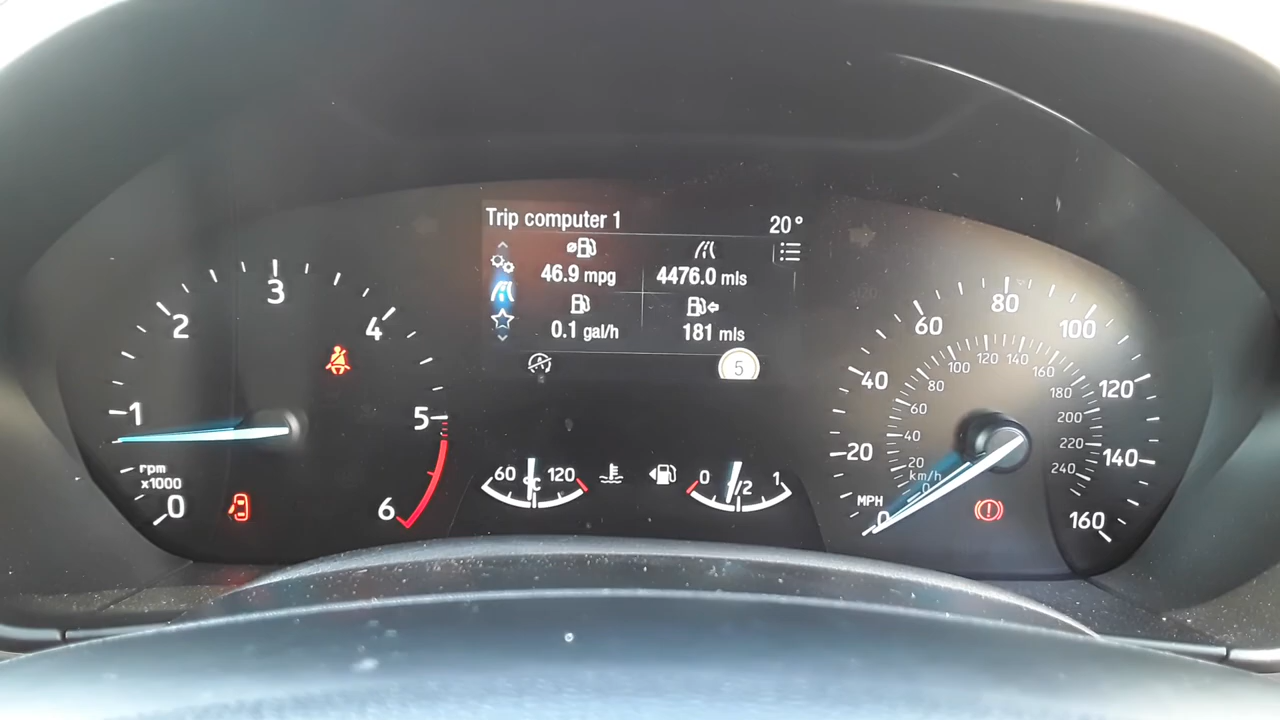 Trip computer 1 20°
46.9 mpg 4476.0 mls
0.1 gal/h 181 mls
5
0 1 2 3 4 5 6
rpm
x1000
60 °C 120
0 1/2 1
0 20 40 60 80 100 120 140 160
MPH
0 20 40 60 80 100 120 140 160 180 200 220 240
km/h